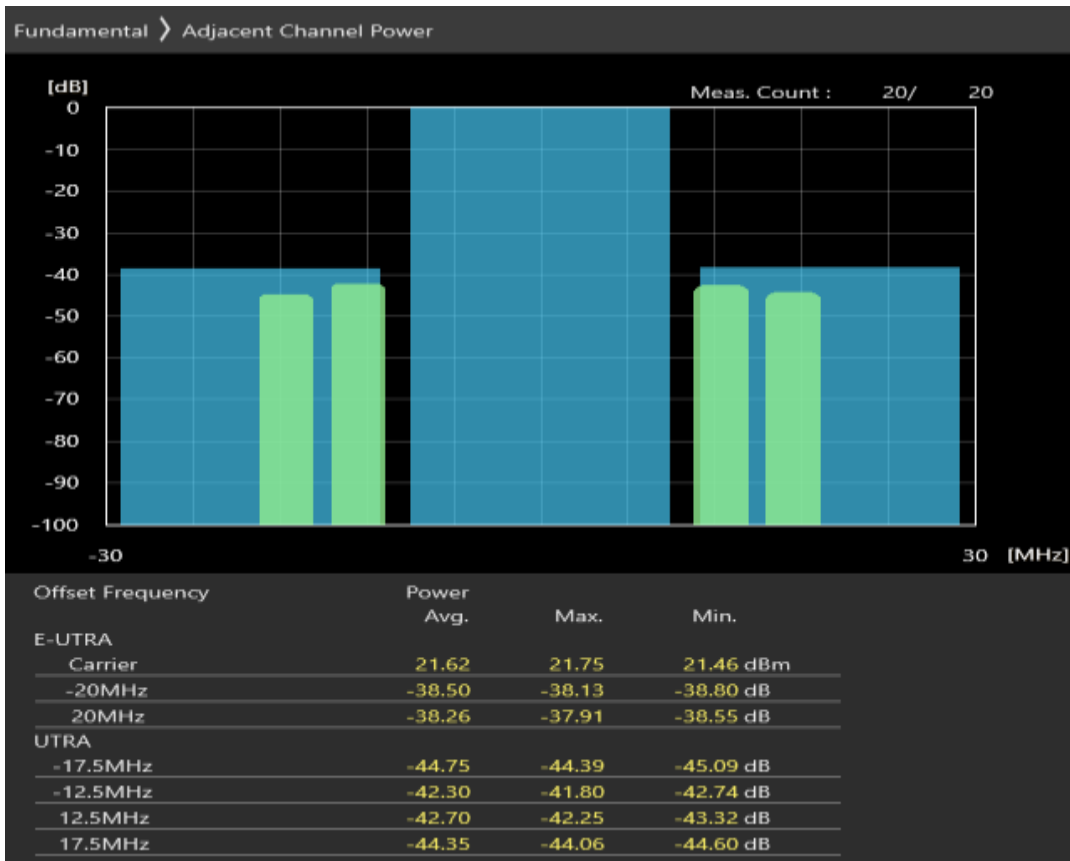 Fundamental 〉 Adjacent Channel Power
[dB]
Meas. Count : 20/ 20
0
-10
-20
-30
-40
-50
-60
-70
-80
-90
-100
-30 30 [MHz]
Offset Frequency Power
Avg. Max. Min.
E-UTRA
Carrier 21.62 21.75 21.46 dBm
-20MHz -38.50 -38.13 -38.80 dB
20MHz -38.26 -37.91 -38.55 dB
UTRA
-17.5MHz -44.75 -44.39 -45.09 dB
-12.5MHz -42.30 -41.80 -42.74 dB
12.5MHz -42.70 -42.25 -43.32 dB
17.5MHz -44.35 -44.06 -44.60 dB